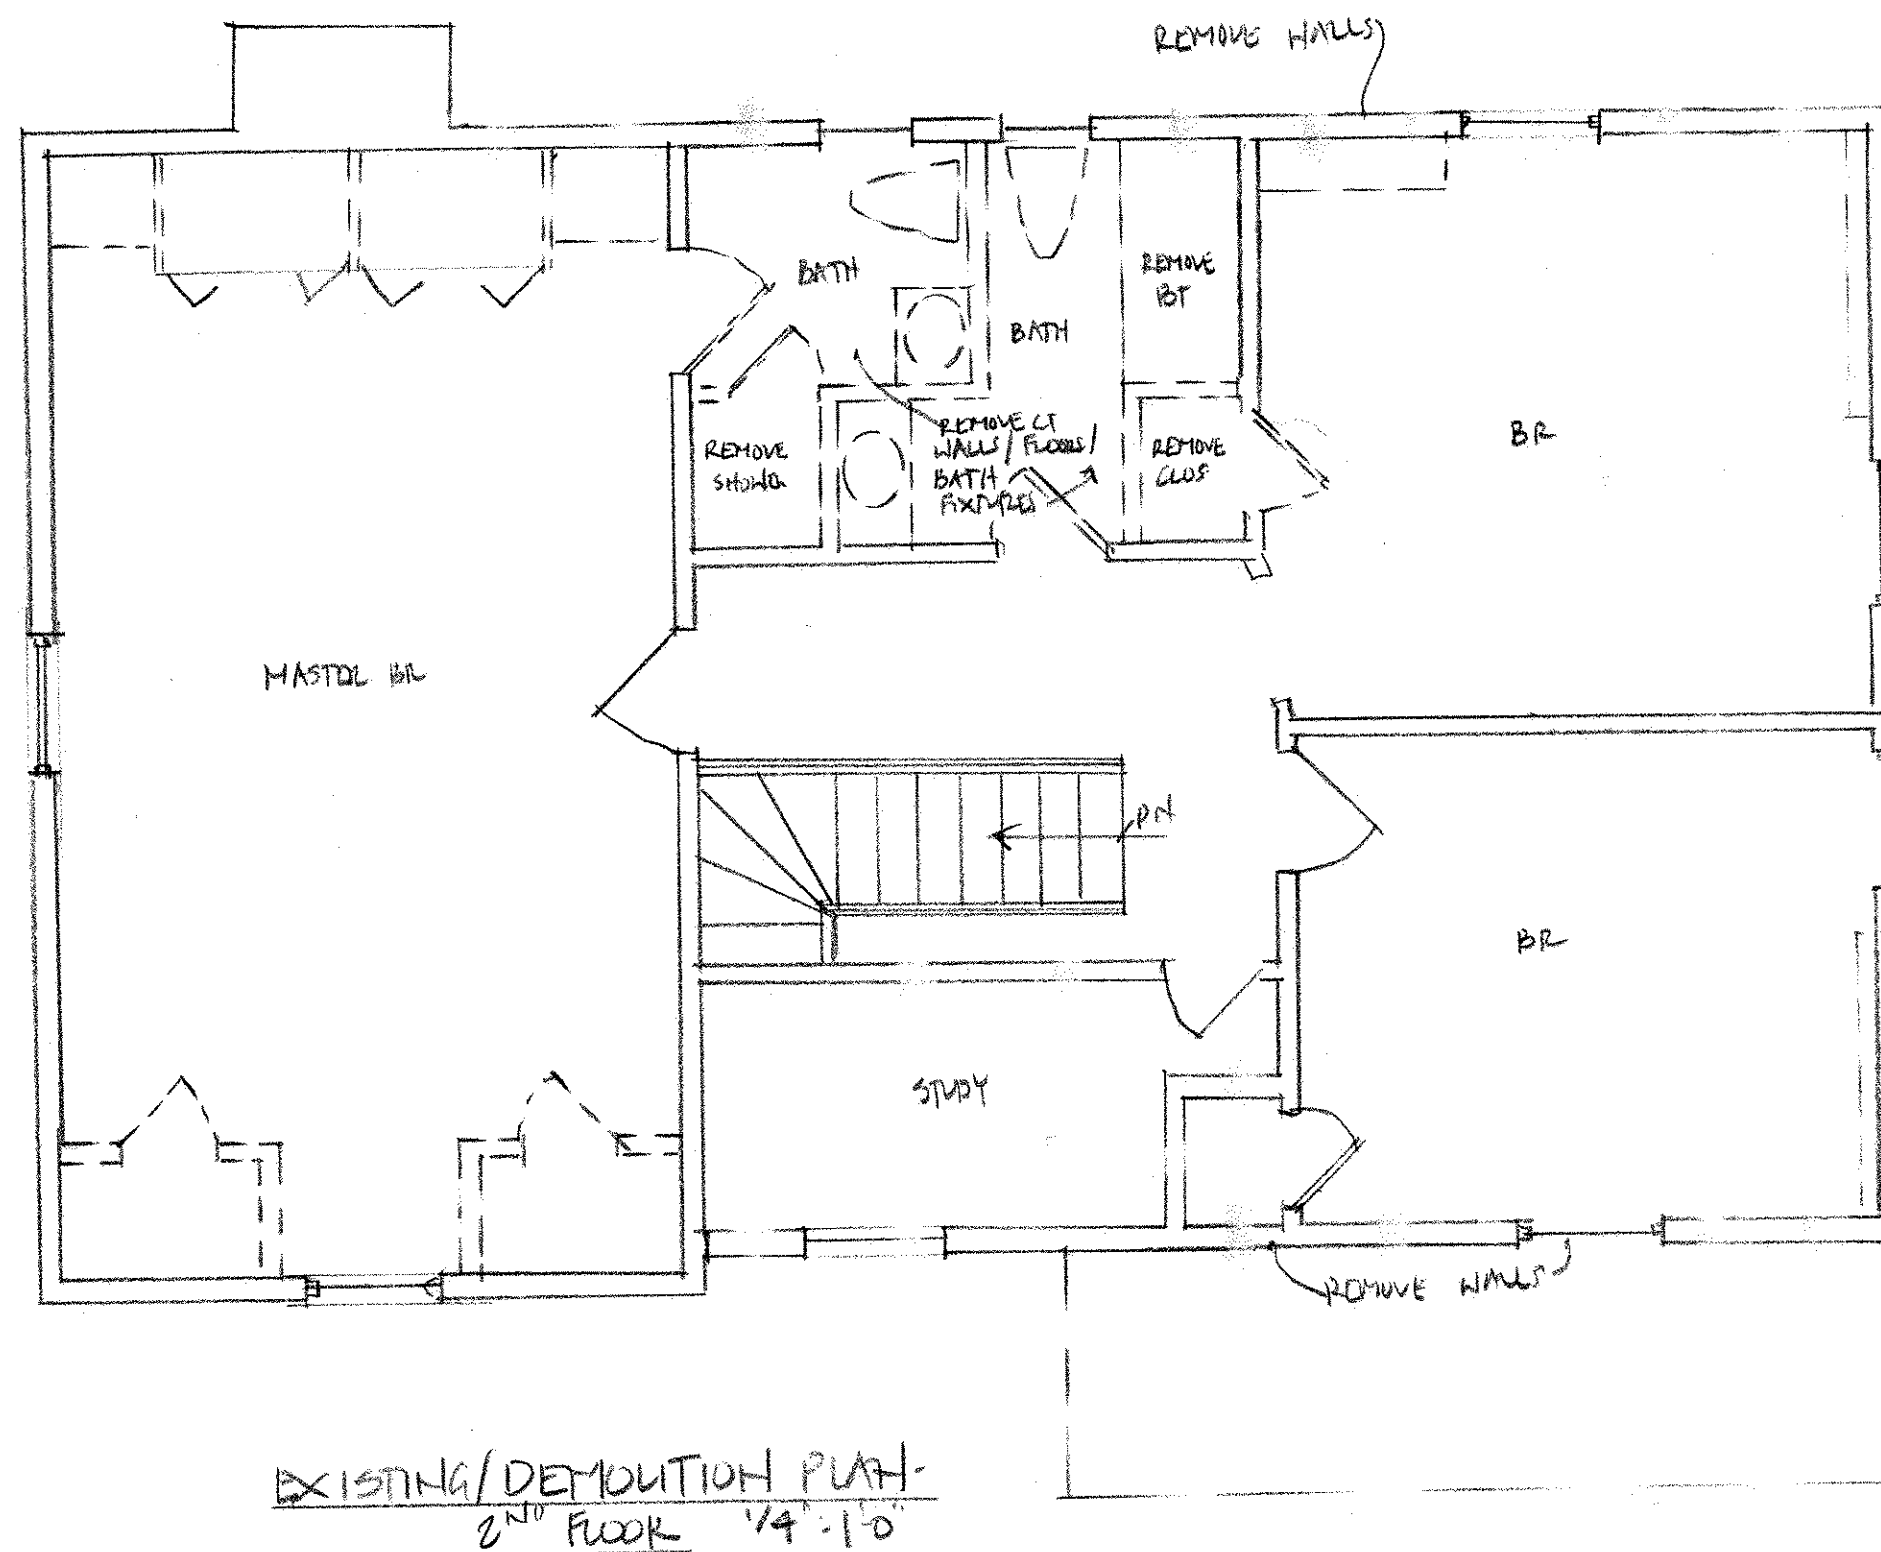 REMOVE WALLS
BATH
REMOVE
BT
BATH
REMOVE CT
WALLS/FLOORS/
BATH
FIXTURES
REMOVE
SHOWER
REMOVE
CLOS
BR
MASTER BR
DN
BR
STUDY
REMOVE WALLS
EXISTING/DEMOLITION PLAN-
2ND FLOOR 1/4"-1'0"